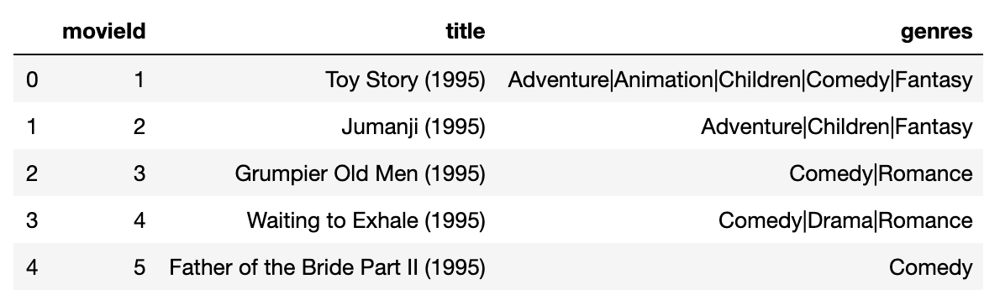 movieId title genres
0 1 Toy Story (1995) Adventure|Animation|Children|Comedy|Fantasy
1 2 Jumanji (1995) Adventure|Children|Fantasy
2 3 Grumpier Old Men (1995) Comedy|Romance
3 4 Waiting to Exhale (1995) Comedy|Drama|Romance
4 5 Father of the Bride Part II (1995) Comedy